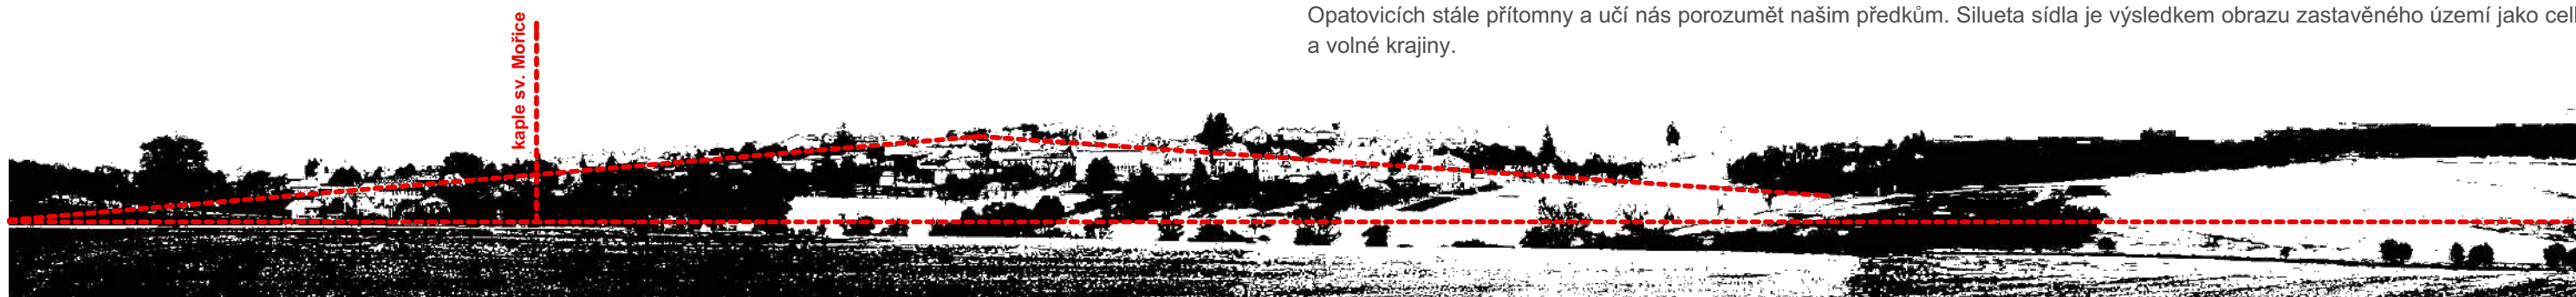 Opatovicích stále přítomny a učí nás porozumět našim předkům. Silueta sídla je výsledkem obrazu zastavěného území jako
a volné krajiny.
kaple sv. Mořice